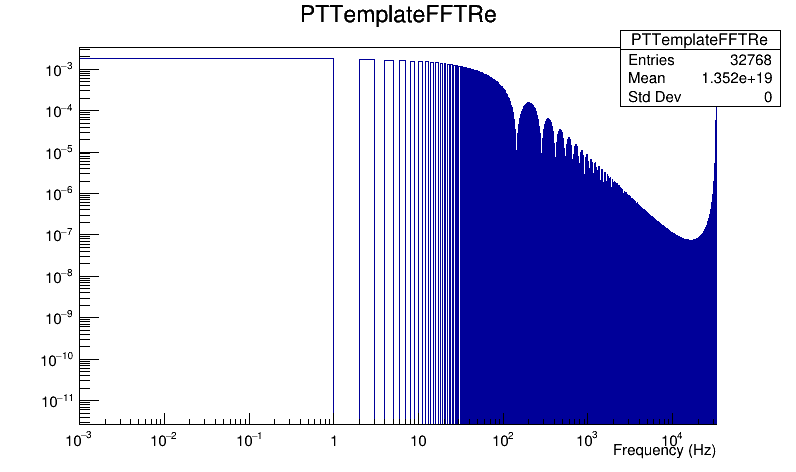 PTTemplateFFTRe
PTTemplateFFTRe
Entries 32768
Mean 1.352e+19
Std Dev 0
10⁻³
10⁻⁴
10⁻⁵
10⁻⁶
10⁻⁷
10⁻⁸
10⁻⁹
10⁻¹⁰
10⁻¹¹
10⁻³ 10⁻² 10⁻¹ 1 10 10² 10³ 10⁴
Frequency (Hz)